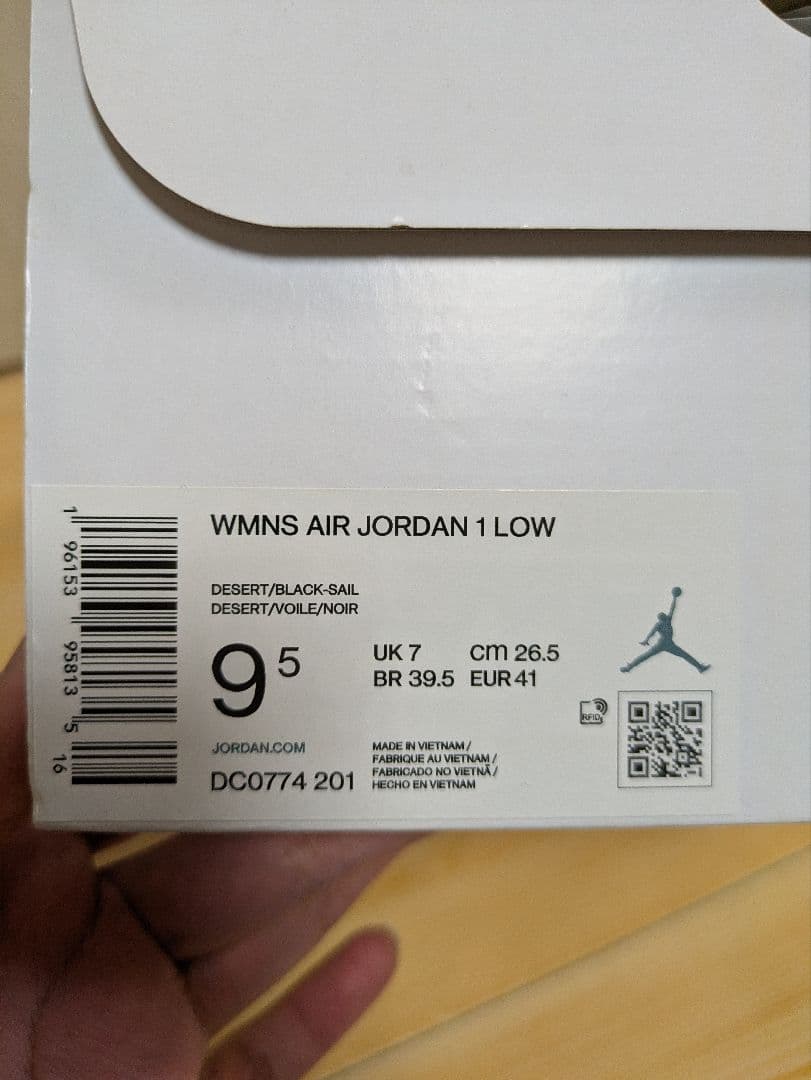 WMNS AIR JORDAN 1 LOW
DESERT/BLACK-SAIL
DESERT/VOILE/NOIR
9 5
UK 7 cm 26.5
BR 39.5 EUR 41
JORDAN.COM
DC0774 201
MADE IN VIETNAM /
FABRIQUE AU VIETNAM /
FABRICADO NO VIETNÃ /
HECHO EN VIETNAM
RFID
1 96153 95813 5 16